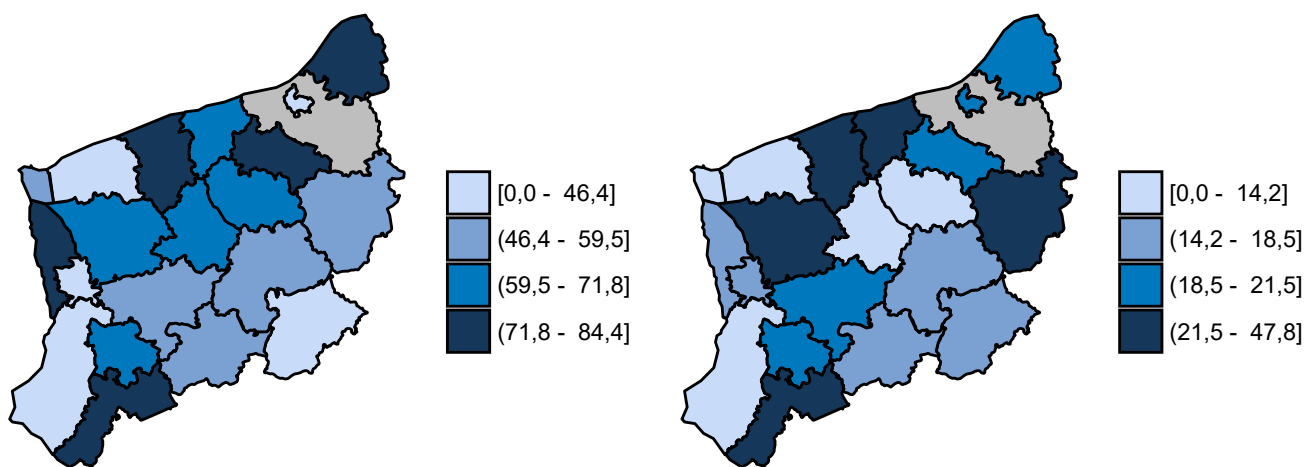 [0,0 - 46,4]
(46,4 - 59,5]
(59,5 - 71,8]
(71,8 - 84,4]
[0,0 - 14,2]
(14,2 - 18,5]
(18,5 - 21,5]
(21,5 - 47,8]